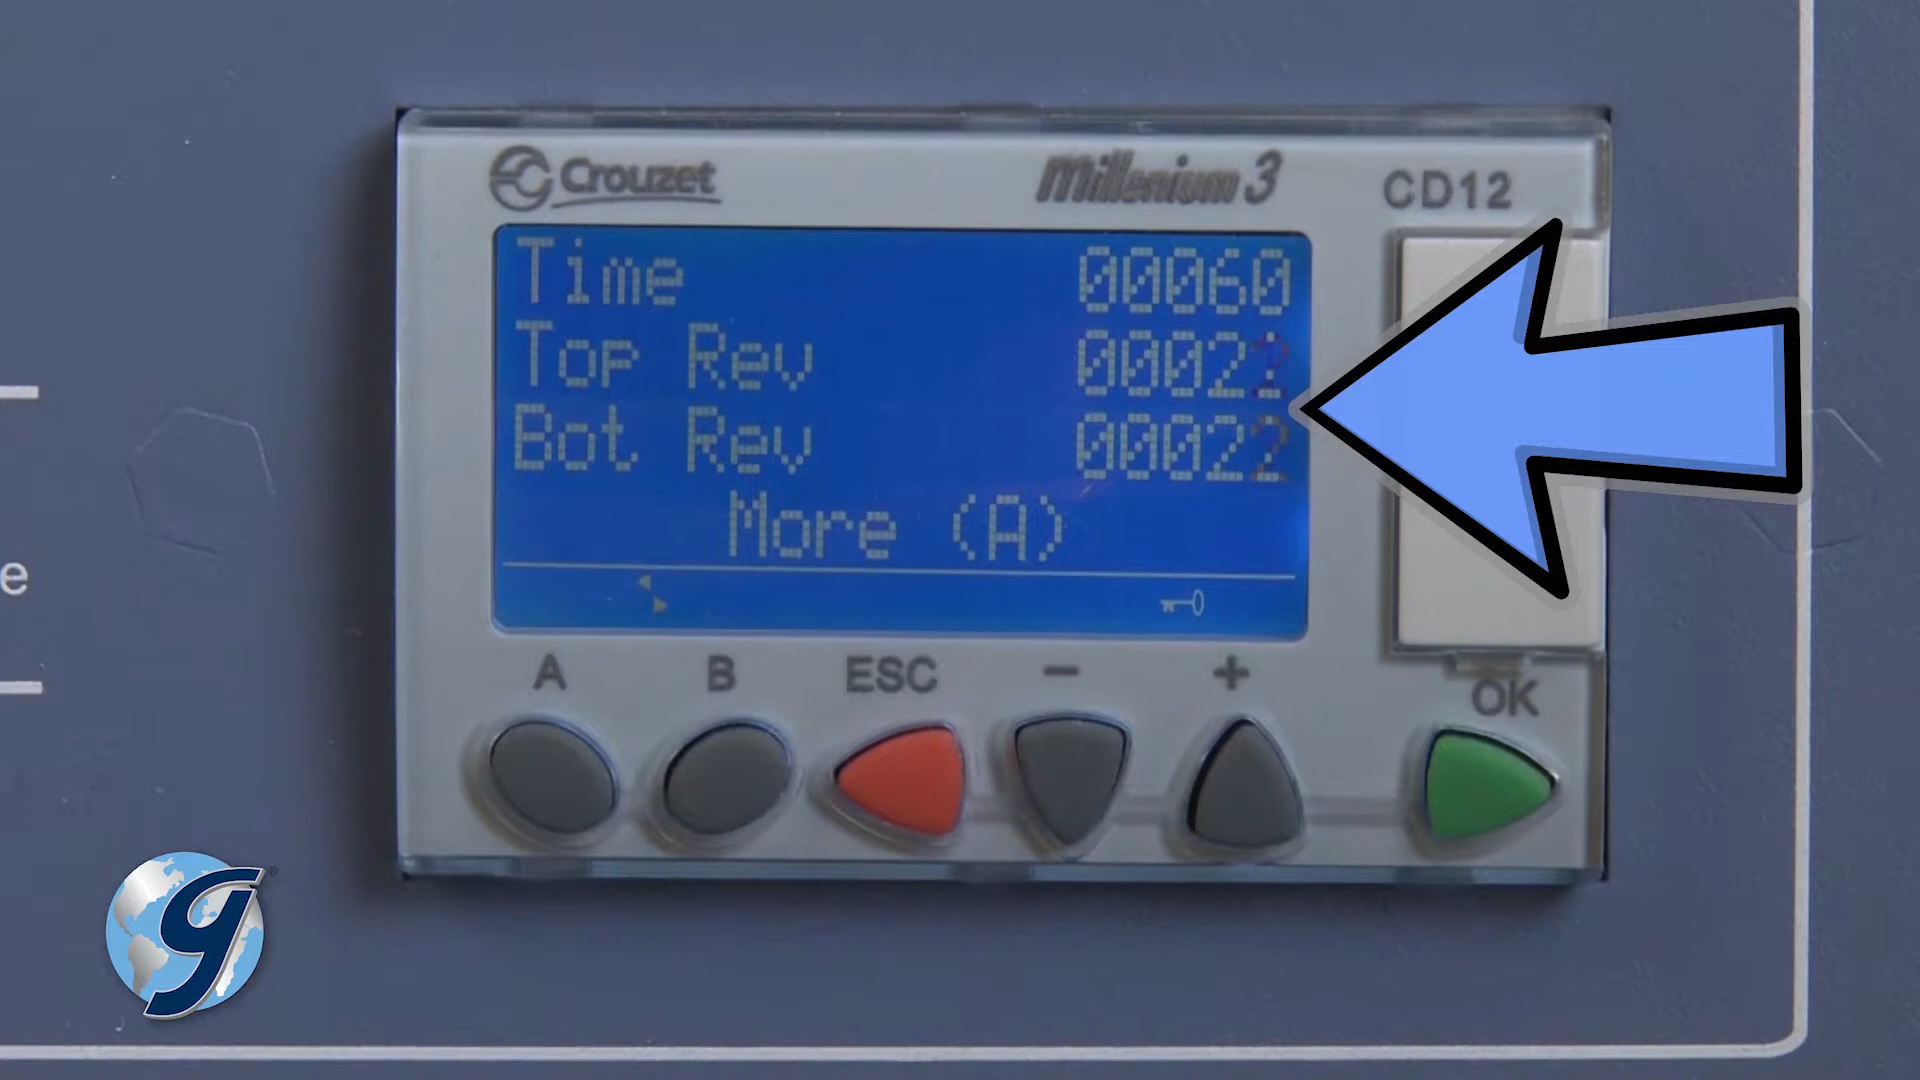 Crouzet
Millenium 3
CD12
Time 00060
Top Rev 00022
Bot Rev 00022
More (A)
A B ESC - +
OK
e
g